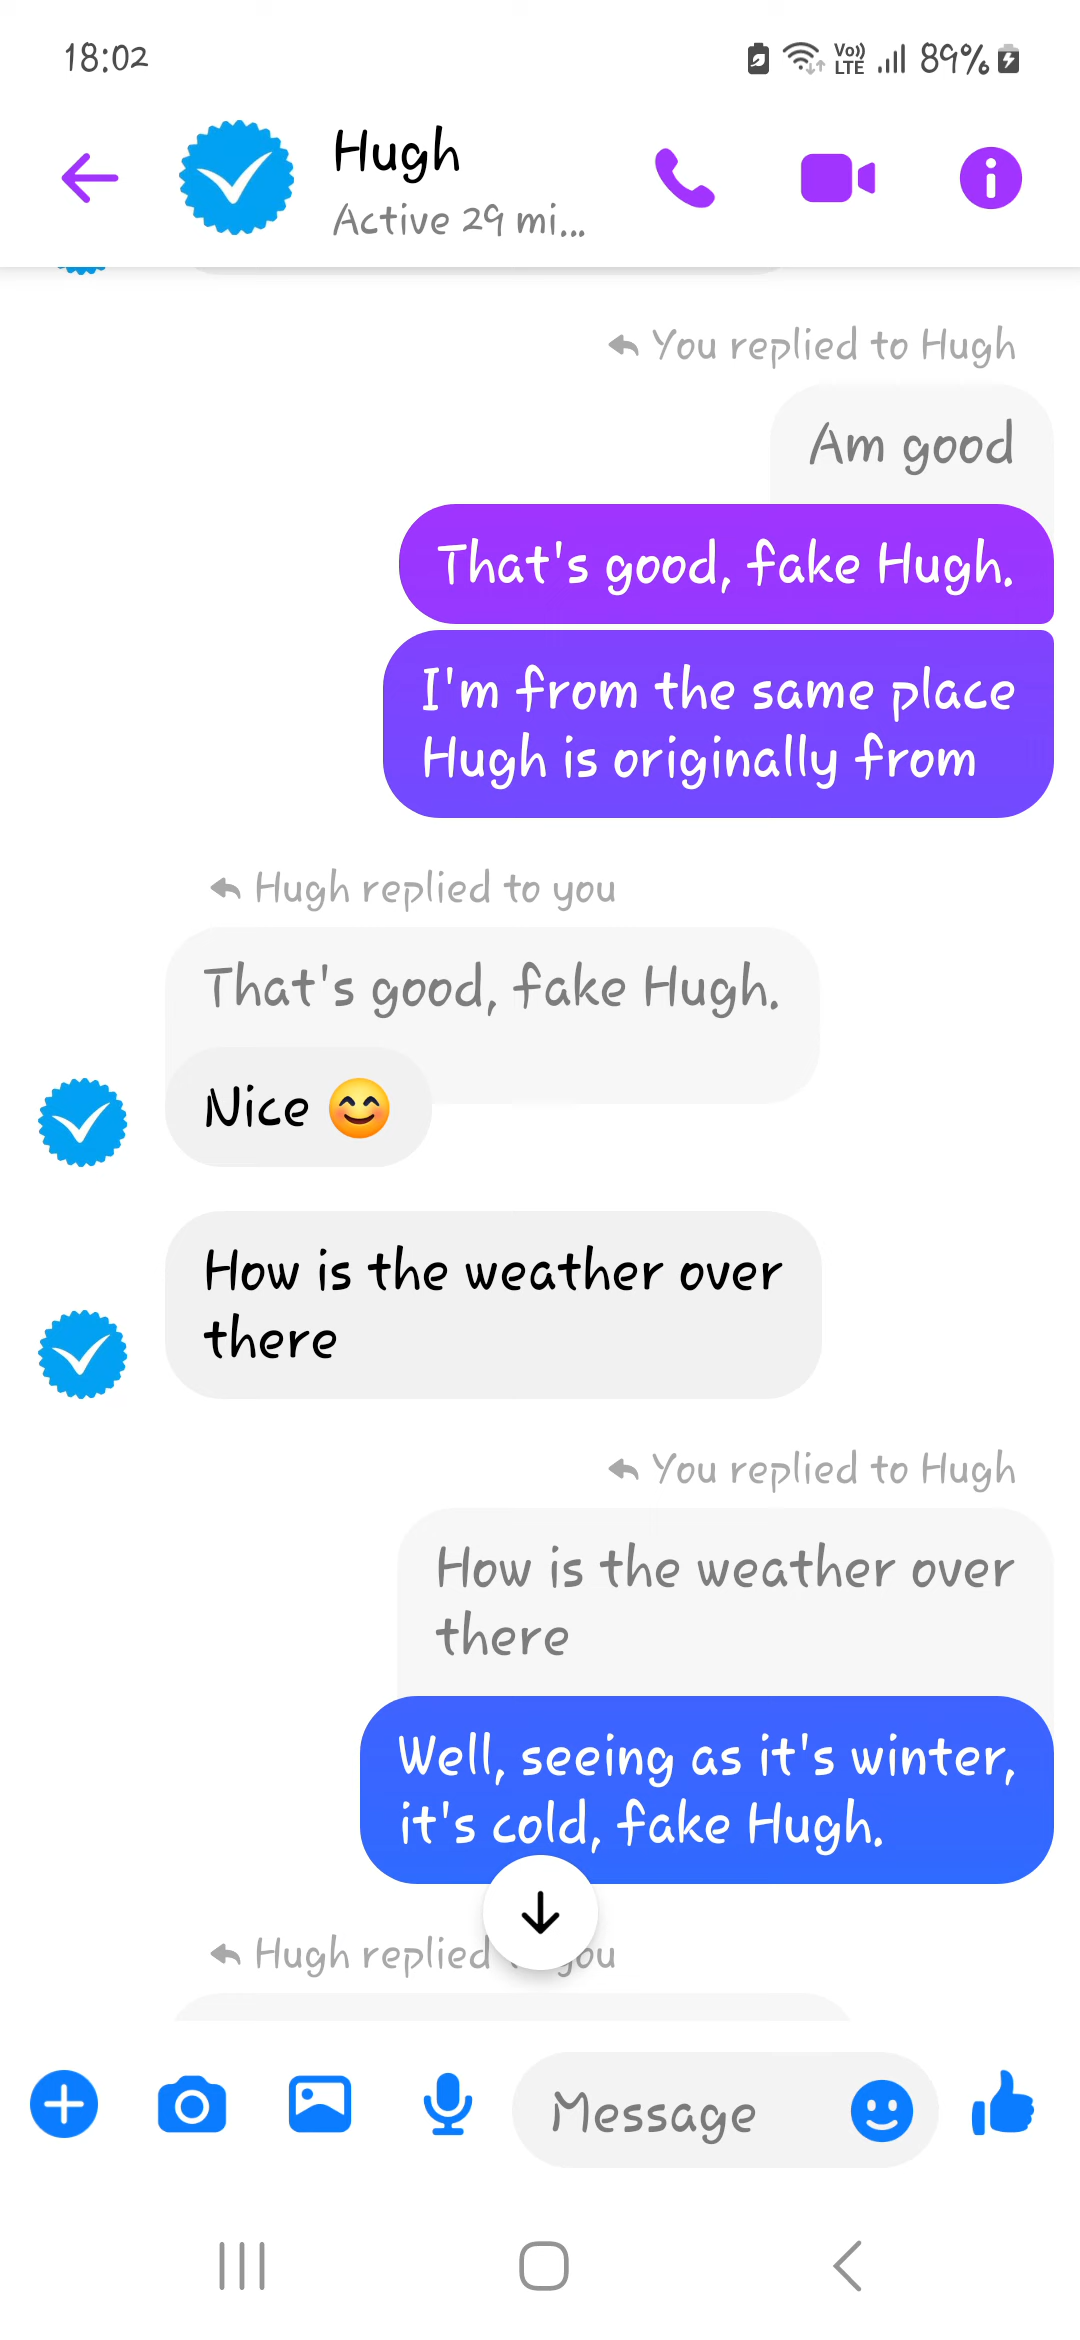 18:02
Vo))
LTE
89%
Hugh
Active 29 mi...
You replied to Hugh
Am good
That's good, fake Hugh.
I'm from the same place
Hugh is originally from
Hugh replied to you
That's good, fake Hugh.
Nice 😊
How is the weather over
there
You replied to Hugh
How is the weather over
there
Well, seeing as it's winter,
it's cold, fake Hugh.
Hugh replied you
Message